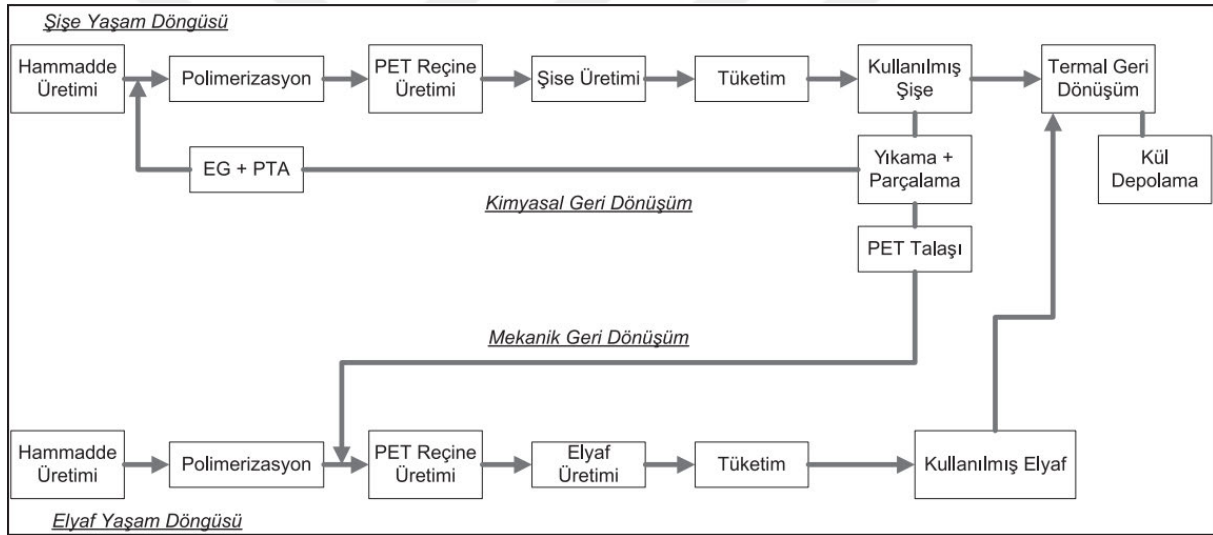 Şişe Yaşam Döngüsü
Hammadde
Üretimi
Polimerizasyon
PET Reçine
Üretimi
Şise Üretimi
Tüketim
Kullanılmış
Şişe
Termal Geri
Dönüşüm
EG + PTA
Yıkama +
Parçalama
Kül
Depolama
Kimyasal Geri Dönüşüm
PET Talaşı
Mekanik Geri Dönüşüm
Hammadde
Üretimi
Polimerizasyon
PET Reçine
Üretimi
Elyaf
Üretimi
Tüketim
Kullanılmış Elyaf
Elyaf Yaşam Döngüsü